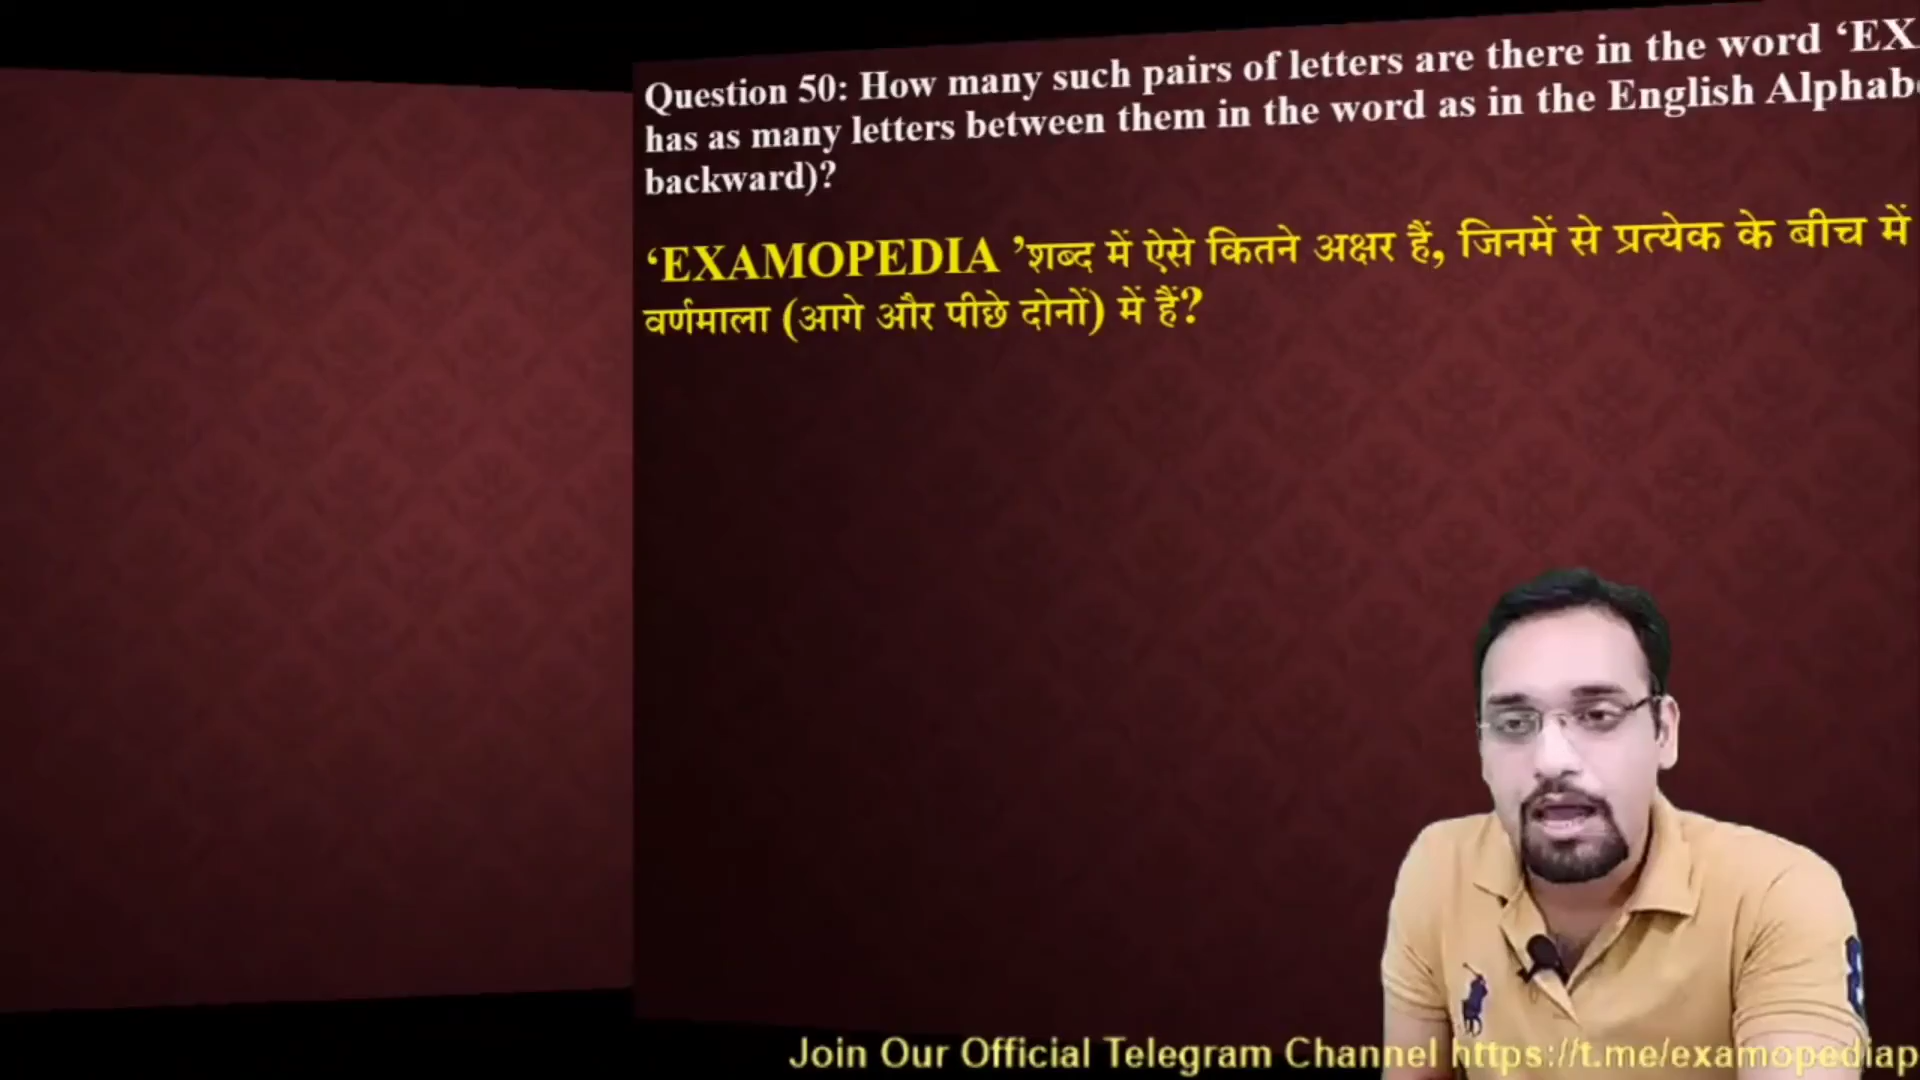 Question 50: How many such pairs of letters are there in the word ‘EX
has as many letters between them in the word as in the English Alphab
backward)?
‘EXAMOPEDIA ’शब्द में ऐसे कितने अक्षर हैं, जिनमें से प्रत्येक के बीच में
वर्णमाला (आगे और पीछे दोनों) में हैं?
Join Our Official Telegram Channel https://t.me/examopediap